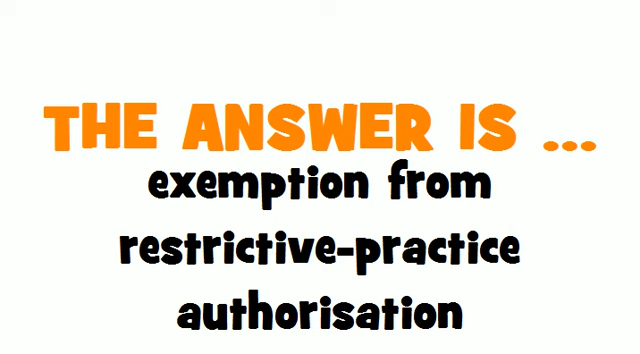 THE ANSWER IS ...
exemption from
restrictive-practice
authorisation